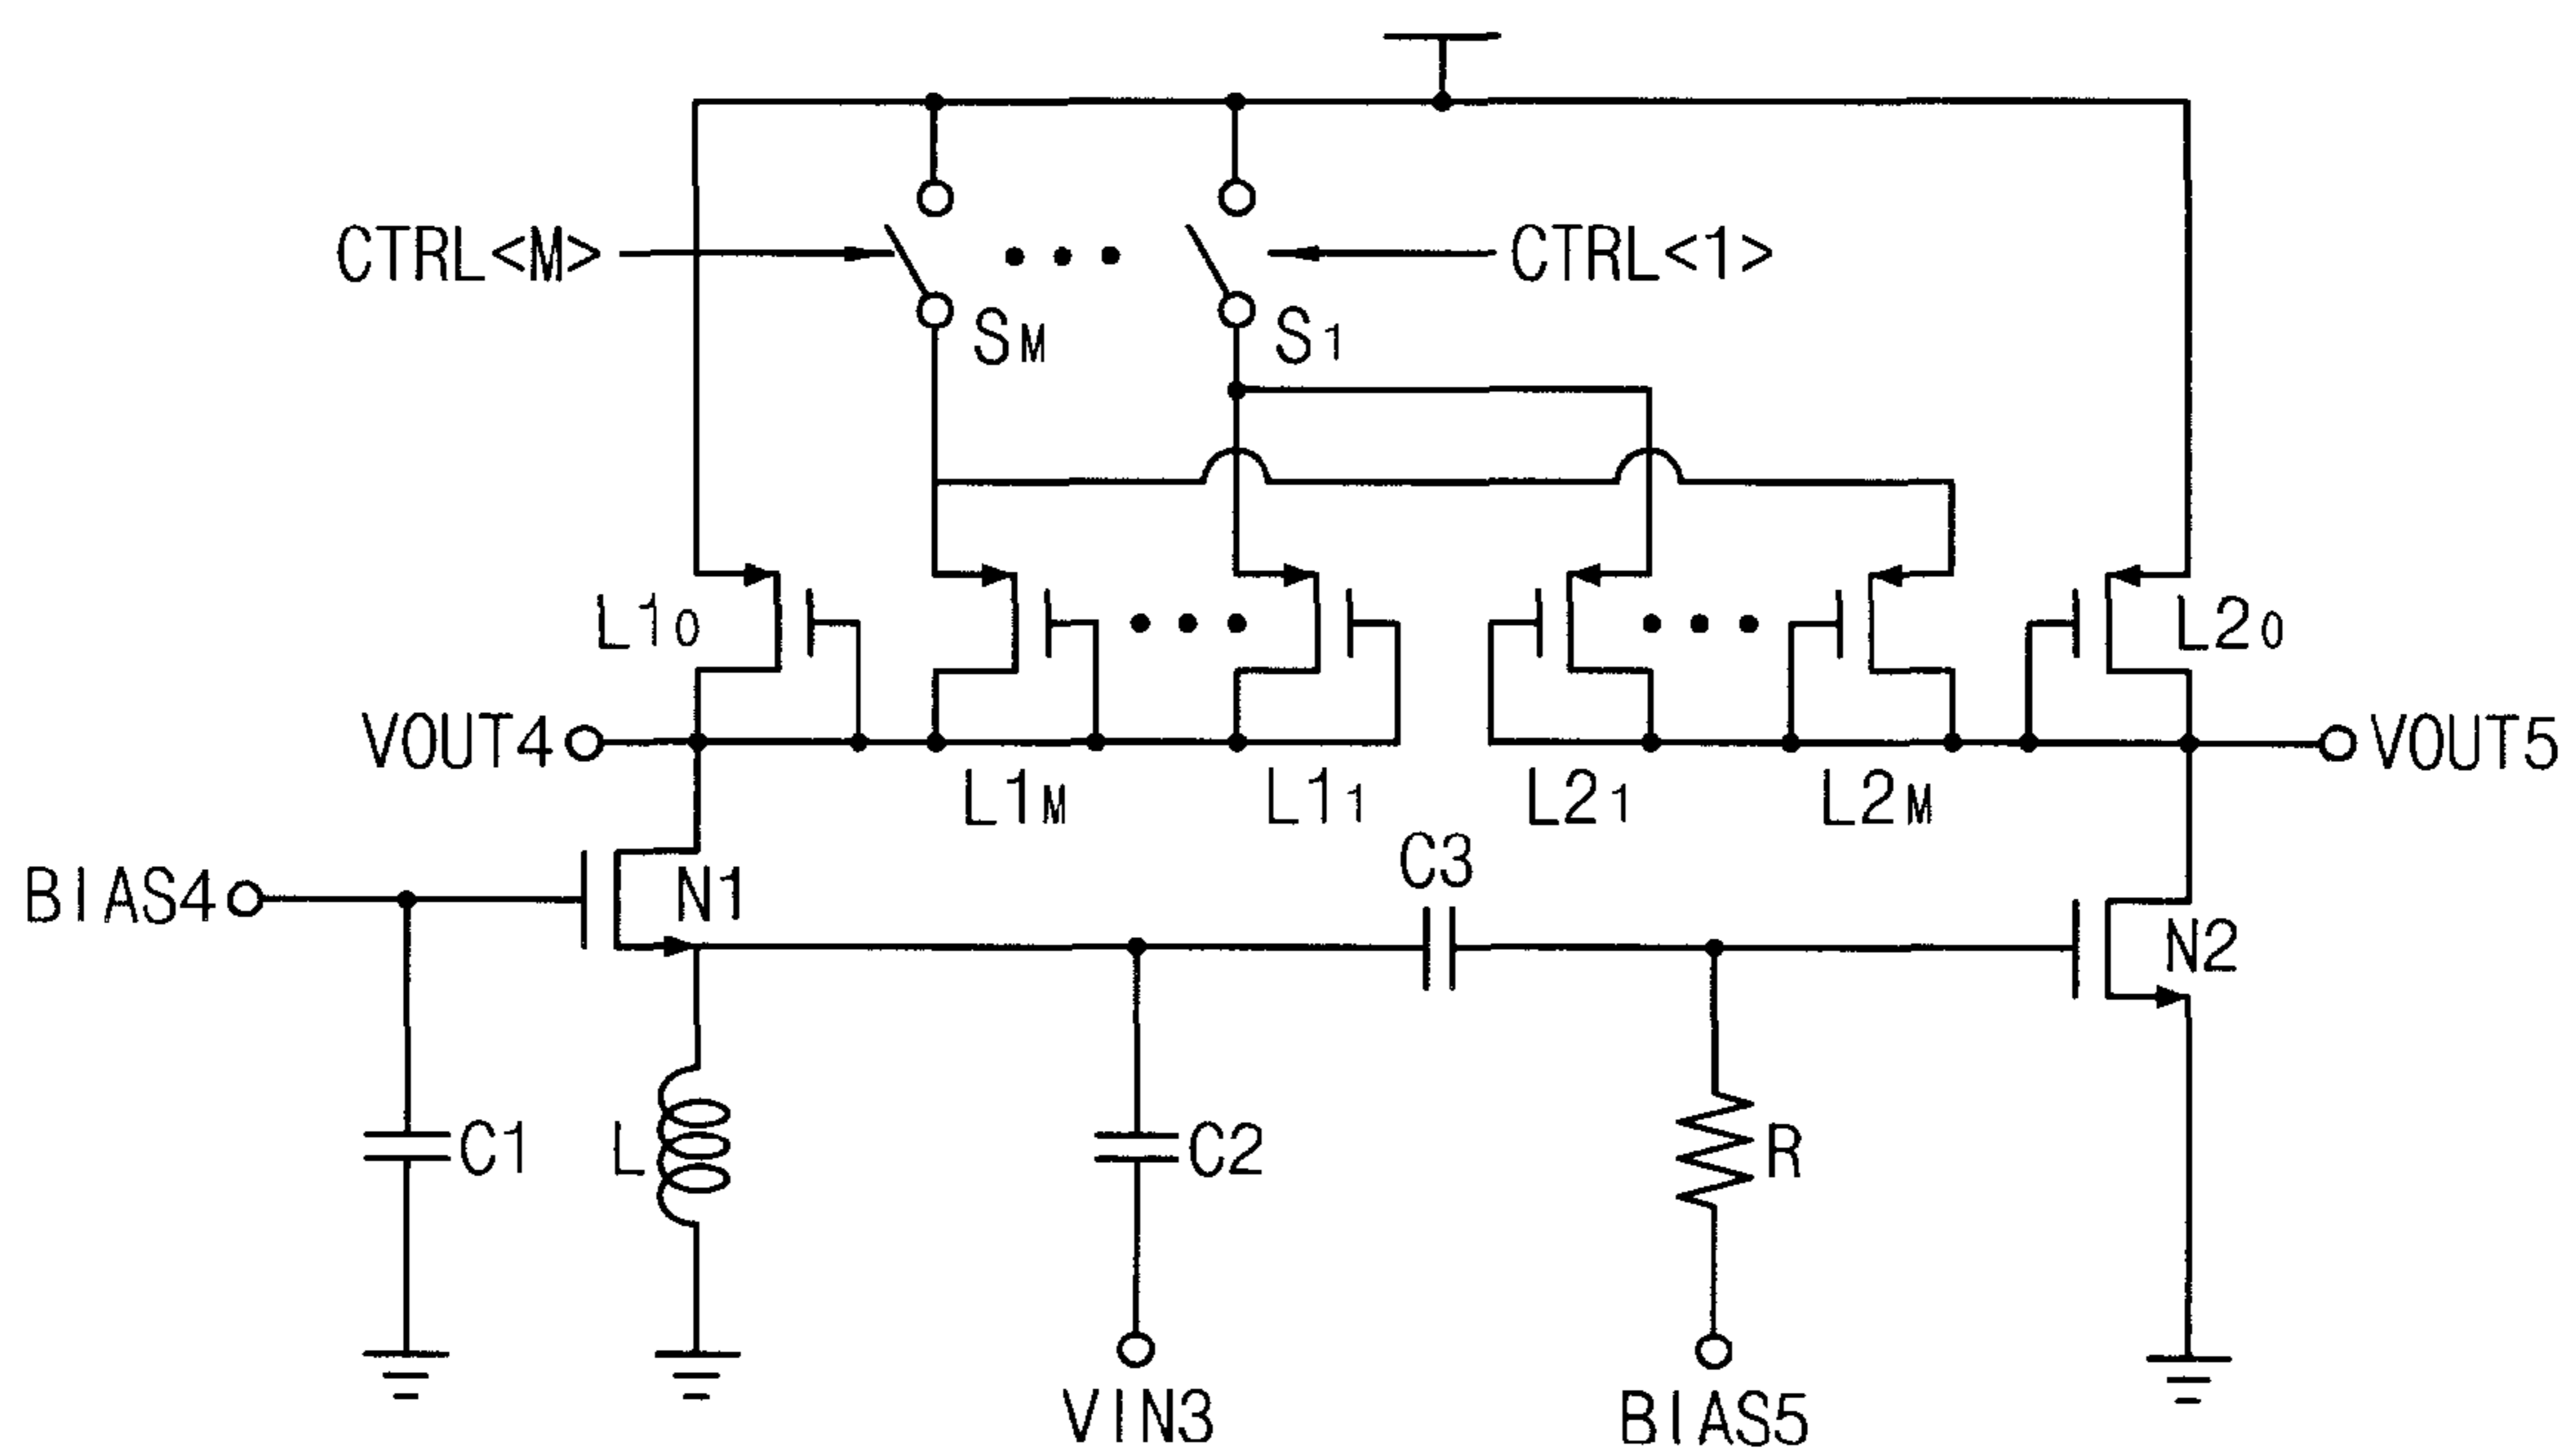 CTRL<M>
CTRL<1>
SM
S1
L10
L20
VOUT4
VOUT5
L1M
L11
L21
L2M
C3
BIAS4
N1
N2
C1
L
C2
R
VIN3
BIAS5